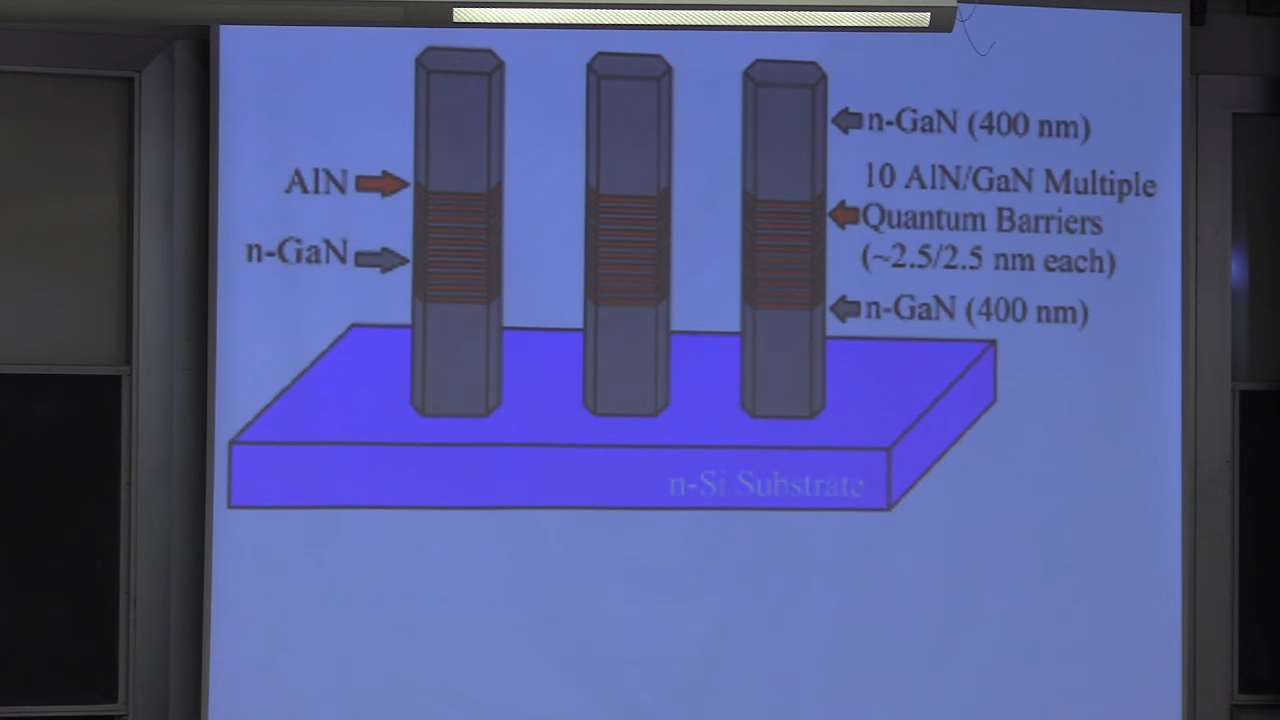 AlN
n-GaN
n-GaN (400 nm)
10 AlN/GaN Multiple
Quantum Barriers
(~2.5/2.5 nm each)
n-GaN (400 nm)
n-Si Substrate